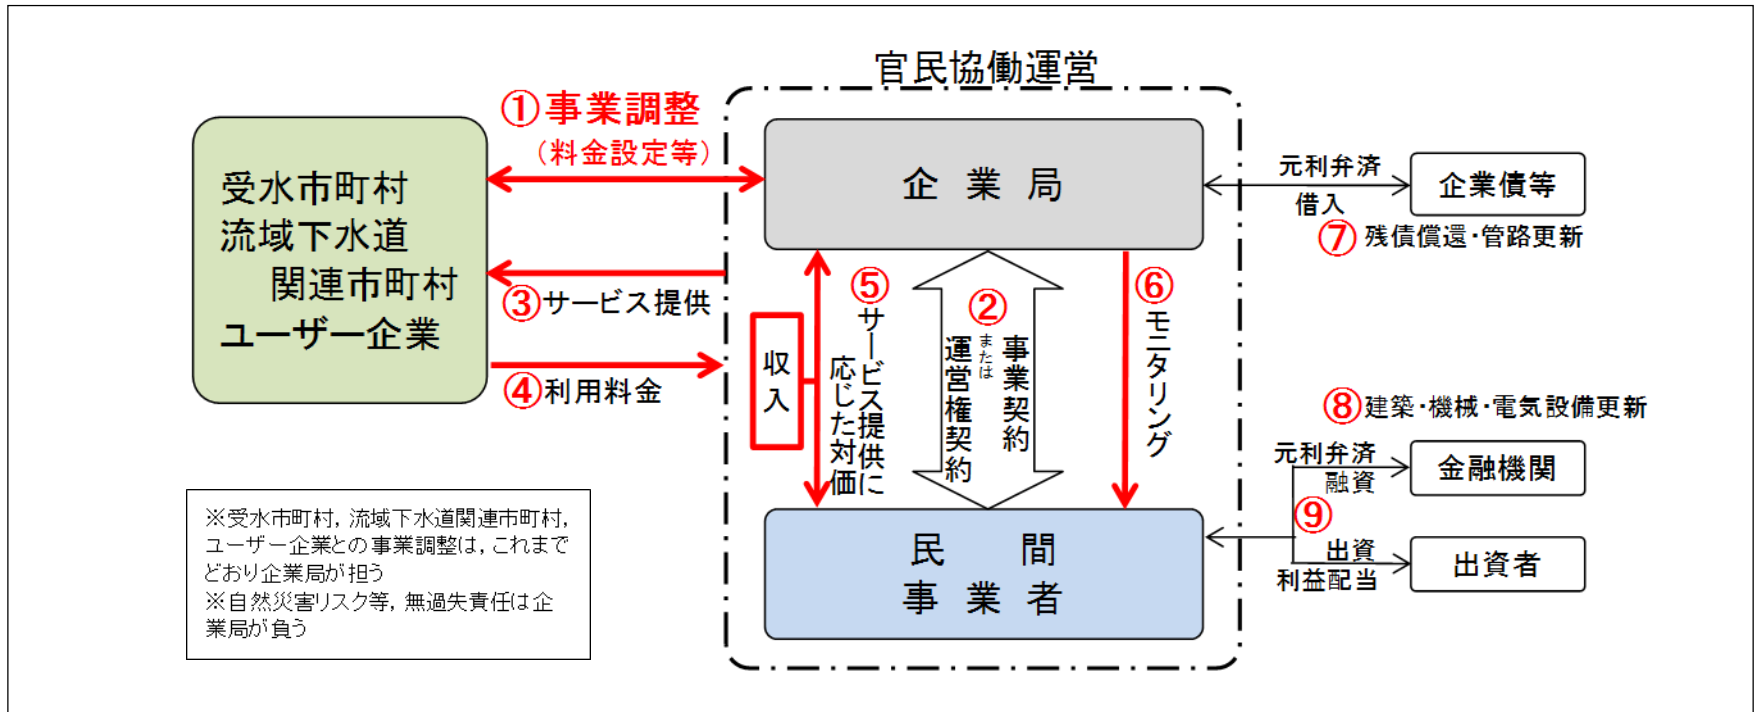 官民協働運営
①事業調整
（料金設定等）
受水市町村
流域下水道
関連市町村
ユーザー企業
③サービス提供
④利用料金
企業局
収入
⑤サービス提供に
応じた対価
②
事業契約
または
運営権契約
⑥モニタリング
民間
事業者
元利弁済
借入
企業債等
⑦残債償還・管路更新
⑧建築・機械・電気設備更新
元利弁済
融資
金融機関
⑨
出資
利益配当
出資者
※受水市町村，流域下水道関連市町村，
ユーザー企業との事業調整は，これまで
どおり企業局が担う
※自然災害リスク等，無過失責任は企
業局が負う